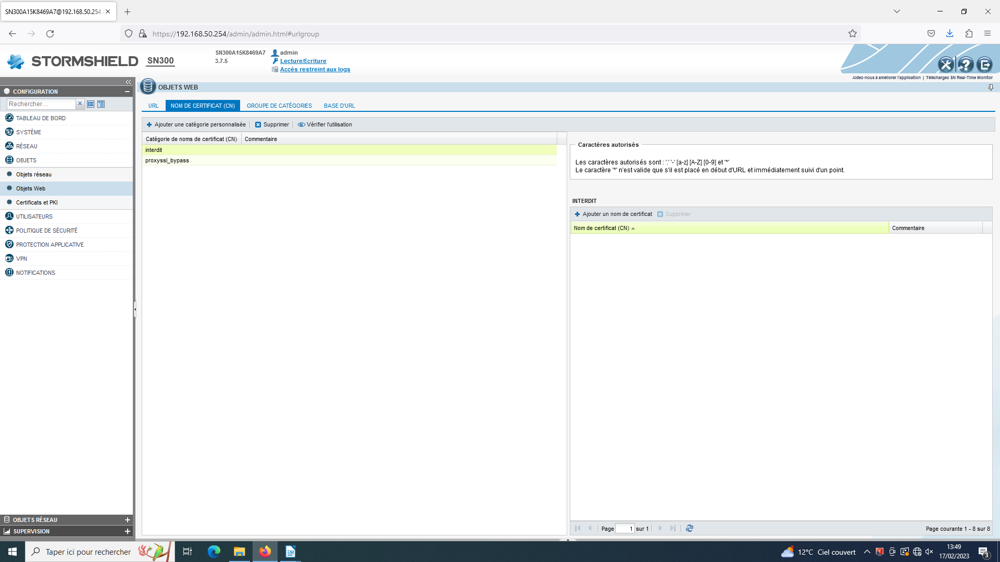 SN300A15K8469A7@192.168.50.254
https://192.168.50.254/admin/admin.html#urlgroup
STORMSHIELD SN300
SN300A15K8469A7
3.7.5
admin
Lecture/Ecriture
Accès restreint aux logs
Aidez-nous à améliorer l'application | Téléchargez SN Real-Time Monitor
CONFIGURATION
Rechercher...
TABLEAU DE BORD
SYSTÈME
RÉSEAU
OBJETS
Objets réseau
Objets Web
Certificats et PKI
UTILISATEURS
POLITIQUE DE SÉCURITÉ
PROTECTION APPLICATIVE
VPN
NOTIFICATIONS
OBJETS RÉSEAU
SUPERVISION
OBJETS WEB
URL NOM DE CERTIFICAT (CN) GROUPE DE CATÉGORIES BASE D'URL
Ajouter une catégorie personnalisée Supprimer Vérifier l'utilisation
Catégorie de noms de certificat (CN) Commentaire
interdit
proxyssl_bypass
Caractères autorisés
Les caractères autorisés sont : '.' '-' [a-z] [A-Z] [0-9] et '*'
Le caractère '*' n'est valide que s'il est placé en début d'URL et immédiatement suivi d'un point.
INTERDIT
Ajouter un nom de certificat Supprimer
Nom de certificat (CN) Commentaire
Page 1 sur 1
Page courante 1 - 8 sur 8
Taper ici pour rechercher
12°C Ciel couvert
13:49
17/02/2023
3